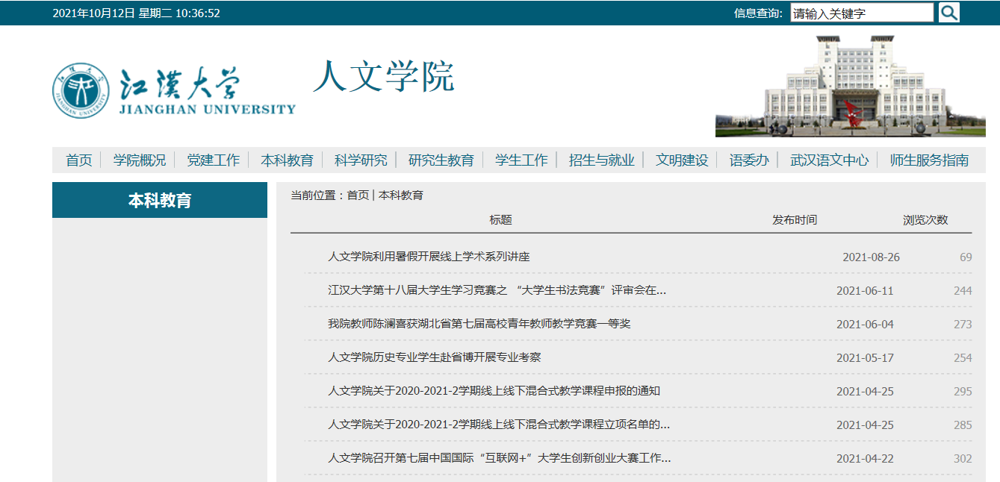 2021年10月12日 星期二 10:36:52
信息查询:
请输入关键字
江漢大学
JIANGHAN UNIVERSITY
人文学院
首页 学院概况 党建工作 本科教育 科学研究 研究生教育 学生工作 招生与就业 文明建设 语委办 武汉语文中心 师生服务指南
本科教育
当前位置：首页 | 本科教育
标题 发布时间 浏览次数
人文学院利用暑假开展线上学术系列讲座 2021-08-26 69
江汉大学第十八届大学生学习竞赛之 “大学生书法竞赛”评审会在... 2021-06-11 244
我院教师陈澜喜获湖北省第七届高校青年教师教学竞赛一等奖 2021-06-04 273
人文学院历史专业学生赴省博开展专业考察 2021-05-17 254
人文学院关于2020-2021-2学期线上线下混合式教学课程申报的通知 2021-04-25 295
人文学院关于2020-2021-2学期线上线下混合式教学课程立项名单的... 2021-04-25 285
人文学院召开第七届中国国际“互联网+”大学生创新创业大赛工作... 2021-04-22 302